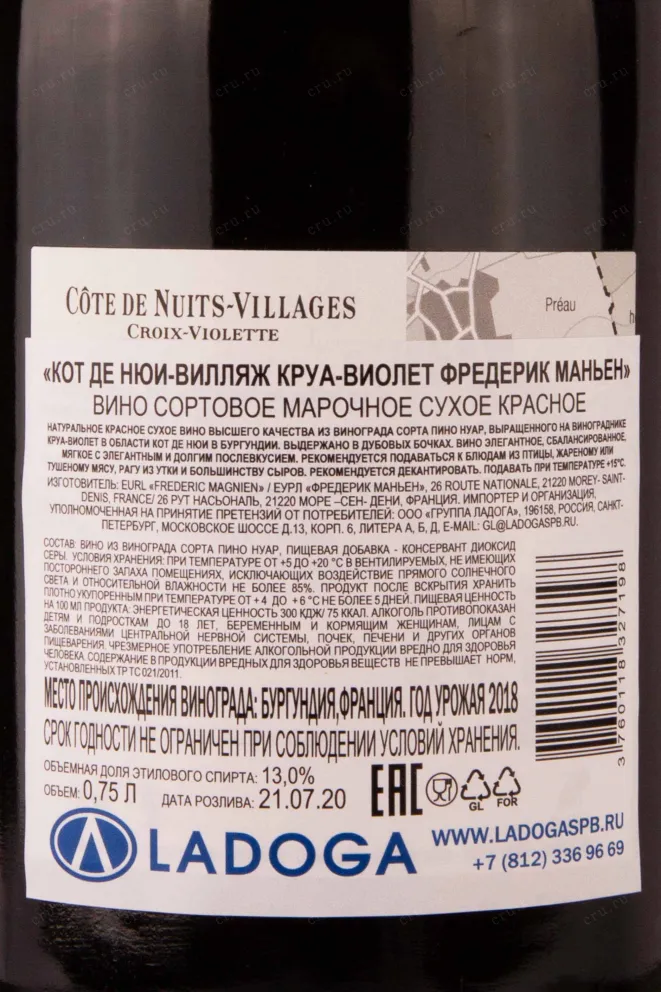 CÔTE DE NUITS-VILLAGES
CROIX-VIOLETTE
Préau
h
«КОТ ДЕ НЮИ-ВИЛЛЯЖ КРУА-ВИОЛЕТ ФРЕДЕРИК МАНЬЕН»
ВИНО СОРТОВОЕ МАРОЧНОЕ СУХОЕ КРАСНОЕ
НАТУРАЛЬНОЕ КРАСНОЕ СУХОЕ ВИНО ВЫСШЕГО КАЧЕСТВА ИЗ ВИНОГРАДА СОРТА ПИНО НУАР, ВЫРАЩЕННОГО НА ВИНОГРАДНИКЕ
КРУА-ВИОЛЕТ В ОБЛАСТИ КОТ ДЕ НЮИ В БУРГУНДИИ. ВЫДЕРЖАНО В ДУБОВЫХ БОЧКАХ. ВИНО ЭЛЕГАНТНОЕ, СБАЛАНСИРОВАННОЕ,
МЯГКОЕ С ЭЛЕГАНТНЫМ И ДОЛГИМ ПОСЛЕВКУСИЕМ. РЕКОМЕНДУЕТСЯ ПОДАВАТЬСЯ К БЛЮДАМ ИЗ ПТИЦЫ, ЖАРЕНОМУ ИЛИ
ТУШЕНОМУ МЯСУ, РАГУ ИЗ УТКИ И БОЛЬШИНСТВУ СЫРОВ. РЕКОМЕНДУЕТСЯ ДЕКАНТИРОВАТЬ. ПОДАВАТЬ ПРИ ТЕМПЕРАТУРЕ +15°C.
ИЗГОТОВИТЕЛЬ: EURL «FREDERIC MAGNIEN» / ЕУРЛ «ФРЕДЕРИК МАНЬЕН», 26 ROUTE NATIONALE, 21220 MOREY- SAINT-
DENIS, FRANCE/ 26 РУТ НАСЬОНАЛЬ, 21220 МОРЕ –СЕН- ДЕНИ, ФРАНЦИЯ. ИМПОРТЕР И ОРГАНИЗАЦИЯ,
УПОЛНОМОЧЕННАЯ НА ПРИНЯТИЕ ПРЕТЕНЗИЙ ОТ ПОТРЕБИТЕЛЕЙ: ООО «ГРУППА ЛАДОГА», 196158, РОССИЯ, САНКТ-
ПЕТЕРБУРГ, МОСКОВСКОЕ ШОССЕ Д.13, КОРП. 6, ЛИТЕРА А, Б, Д, E-MAIL: GL@LADOGASPB.RU.
СОСТАВ: ВИНО ИЗ ВИНОГРАДА СОРТА ПИНО НУАР, ПИЩЕВАЯ ДОБАВКА - КОНСЕРВАНТ ДИОКСИД
СЕРЫ. УСЛОВИЯ ХРАНЕНИЯ: ПРИ ТЕМПЕРАТУРЕ ОТ +5 ДО +20 °C В ВЕНТИЛИРУЕМЫХ, НЕ ИМЕЮЩИХ
ПОСТОРОННЕГО ЗАПАХА ПОМЕЩЕНИЯХ, ИСКЛЮЧАЮЩИХ ВОЗДЕЙСТВИЕ ПРЯМОГО СОЛНЕЧНОГО
СВЕТА И ОТНОСИТЕЛЬНОЙ ВЛАЖНОСТИ НЕ БОЛЕЕ 85%. ПРОДУКТ ПОСЛЕ ВСКРЫТИЯ ХРАНИТЬ
ПЛОТНО УКУПОРЕННЫМ ПРИ ТЕМПЕРАТУРЕ ОТ + 4 ДО + 6 °C НЕ БОЛЕЕ 5 ДНЕЙ. ПИЩЕВАЯ ЦЕННОСТЬ
НА 100 МЛ ПРОДУКТА: ЭНЕРГЕТИЧЕСКАЯ ЦЕННОСТЬ 300 КДЖ/ 75 ККАЛ. АЛКОГОЛЬ ПРОТИВОПОКАЗАН
ДЕТЯМ И ПОДРОСТКАМ ДО 18 ЛЕТ, БЕРЕМЕННЫМ И КОРМЯЩИМ ЖЕНЩИНАМ, ЛИЦАМ С
ЗАБОЛЕВАНИЯМИ ЦЕНТРАЛЬНОЙ НЕРВНОЙ СИСТЕМЫ, ПОЧЕК, ПЕЧЕНИ И ДРУГИХ ОРГАНОВ
ПИЩЕВАРЕНИЯ. ЧРЕЗМЕРНОЕ УПОТРЕБЛЕНИЕ АЛКОГОЛЬНОЙ ПРОДУКЦИИ ВРЕДНО ДЛЯ ЗДОРОВЬЯ
ЧЕЛОВЕКА. СОДЕРЖАНИЕ В ПРОДУКЦИИ ВРЕДНЫХ ДЛЯ ЗДОРОВЬЯ ВЕЩЕСТВ НЕ ПРЕВЫШАЕТ НОРМ,
УСТАНОВЛЕННЫХ ТР ТС 021/2011.
3 760118 327198
МЕСТО ПРОИСХОЖДЕНИЯ ВИНОГРАДА: БУРГУНДИЯ,ФРАНЦИЯ. ГОД УРОЖАЯ 2018
СРОК ГОДНОСТИ НЕ ОГРАНИЧЕН ПРИ СОБЛЮДЕНИИ УСЛОВИЙ ХРАНЕНИЯ.
ОБЪЕМНАЯ ДОЛЯ ЭТИЛОВОГО СПИРТА: 13,0%
ОБЪЕМ: 0,75 Л ДАТА РОЗЛИВА: 21.07.20
EAC
GL FOR
LADOGA
WWW.LADOGASPB.RU
+7 (812) 336 96 69